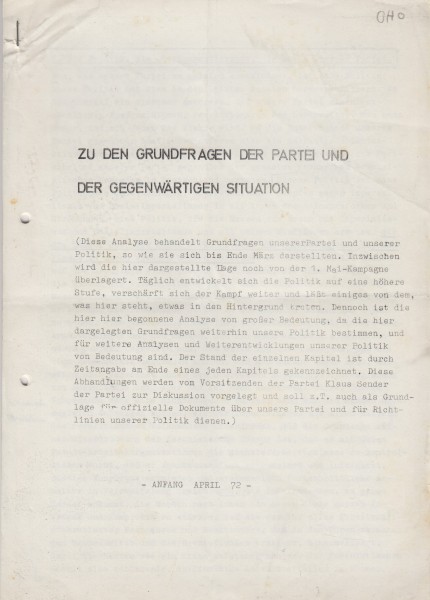 GHO
ZU DEN GRUNDFRAGEN DER PARTEI UND
DER GEGENWÄRTIGEN SITUATION
(Diese Analyse behandelt Grundfragen unsererPartei und unserer
Politik, so wie sie sich bis Ende März darstellten. Inzwischen
wird die hier dargestellte Lage noch von der 1. Mai-Kampagne
überlagert. Täglich entwickelt sich die Politik auf eine höhere
Stufe, verschärft sich der Kampf weiter und läßt einiges von dem,
was hier steht, etwas in den Hintergrund treten. Dennoch ist die
hier hier begonnene Analyse von großer Bedeutung, da die hier
dargelegten Grundfragen weiterhin unsere Politik bestimmen, und
für weitere Analysen und Weiterentwicklungen unserer Politik
von Bedeutung sind. Der Stand der einzelnen Kapitel ist durch
Zeitangabe am Ende eines jeden Kapitels gekennzeichnet. Diese
Abhandlungen werden vom Vorsitzenden der Partei Klaus Sender
der Partei zur Diskussion vorgelegt und soll z.T. auch als Grund-
lage für offizielle Dokumente über unsere Partei und für Richt-
linien unserer Politik dienen.)
- ANFANG APRIL 72 -